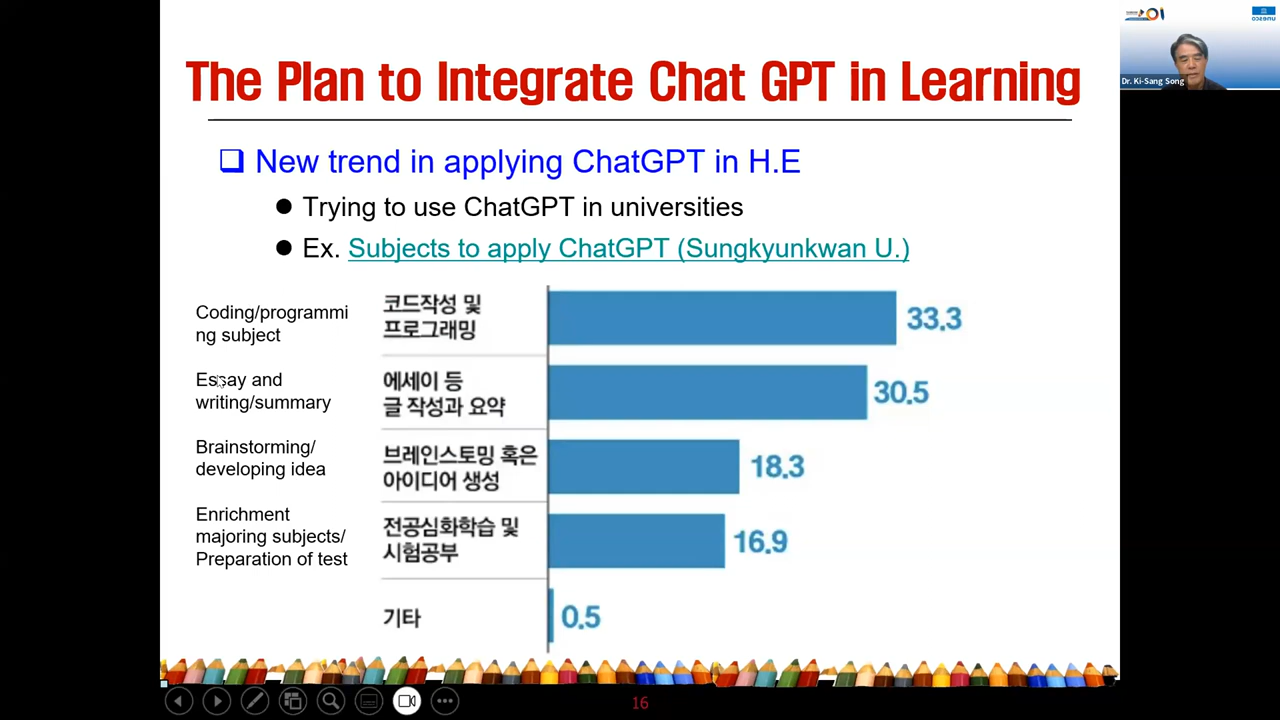 The Plan to Integrate Chat GPT in Learning
New trend in applying ChatGPT in H.E
Trying to use ChatGPT in universities
Ex. Subjects to apply ChatGPT (Sungkyunkwan U.)
Coding/programmi
ng subject
코드작성 및
프로그래밍
33.3
Essay and
writing/summary
에세이 등
글 작성과 요약
30.5
Brainstorming/
developing idea
브레인스토밍 혹은
아이디어 생성
18.3
Enrichment
majoring subjects/
Preparation of test
전공심화학습 및
시험공부
16.9
기타
0.5
16
Dr. Ki-Sang Song
unesco